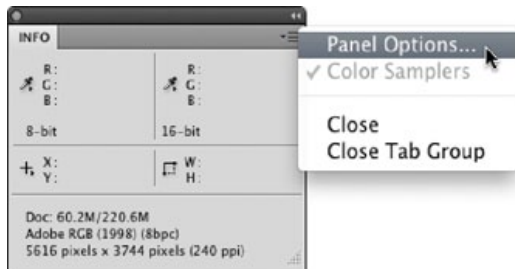 INFO
R:
G:
B:
8-bit
R:
G:
B:
16-bit
X:
Y:
W:
H:
Doc: 60.2M/220.6M
Adobe RGB (1998) (8bpc)
5616 pixels x 3744 pixels (240 ppi)
Panel Options...
✓ Color Samplers
Close
Close Tab Group